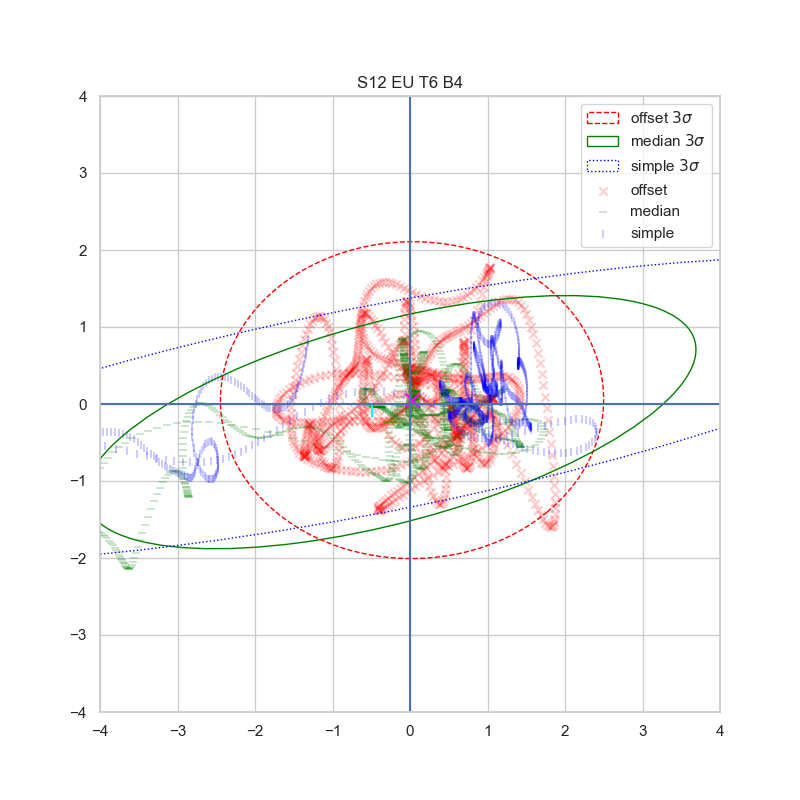 S12 EU T6 B4
offset 3σ
median 3σ
simple 3σ
offset
median
simple
4
3
2
1
0
−1
−2
−3
−4
−4 −3 −2 −1 0 1 2 3 4